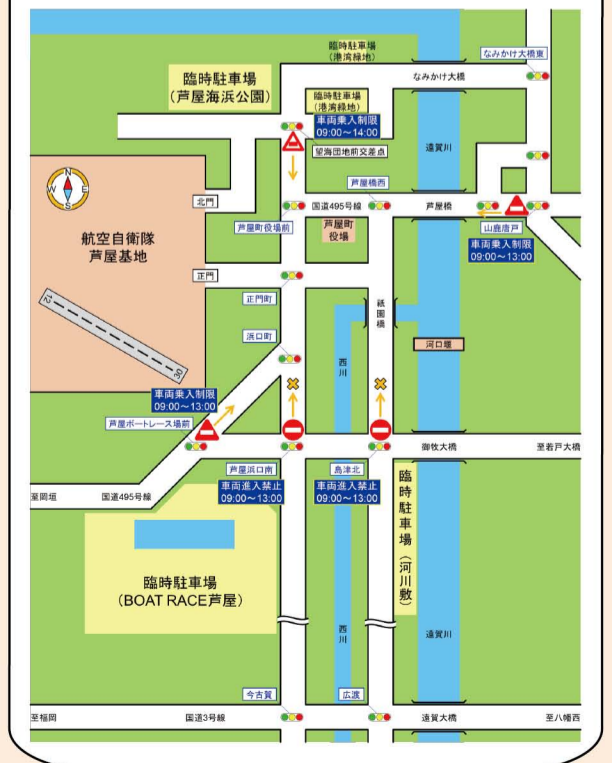 臨時駐車場
(港湾緑地)
なみかけ大橋東
臨時駐車場
(芦屋海浜公園)
なみかけ大橋
臨時駐車場
(港湾緑地)
車両乗入制限
09:00～14:00
望海団地前交差点
遠賀川
芦屋橋西
N
W
E
S
北門
国道495号線
芦屋橋
芦屋町役場前
芦屋町
役場
山鹿唐戸
車両乗入制限
09:00～13:00
航空自衛隊
芦屋基地
正門
正門町
祇園橋
12
浜口町
西川
河口堰
30
車両乗入制限
09:00～13:00
芦屋ボートレース場前
御牧大橋
至若戸大橋
芦屋浜口南
島津北
車両進入禁止
09:00～13:00
車両進入禁止
09:00～13:00
至岡垣
国道495号線
臨時駐車場(河川敷)
臨時駐車場
(BOAT RACE芦屋)
西川
遠賀川
今古賀
広渡
至福岡
国道3号線
遠賀大橋
至八幡西